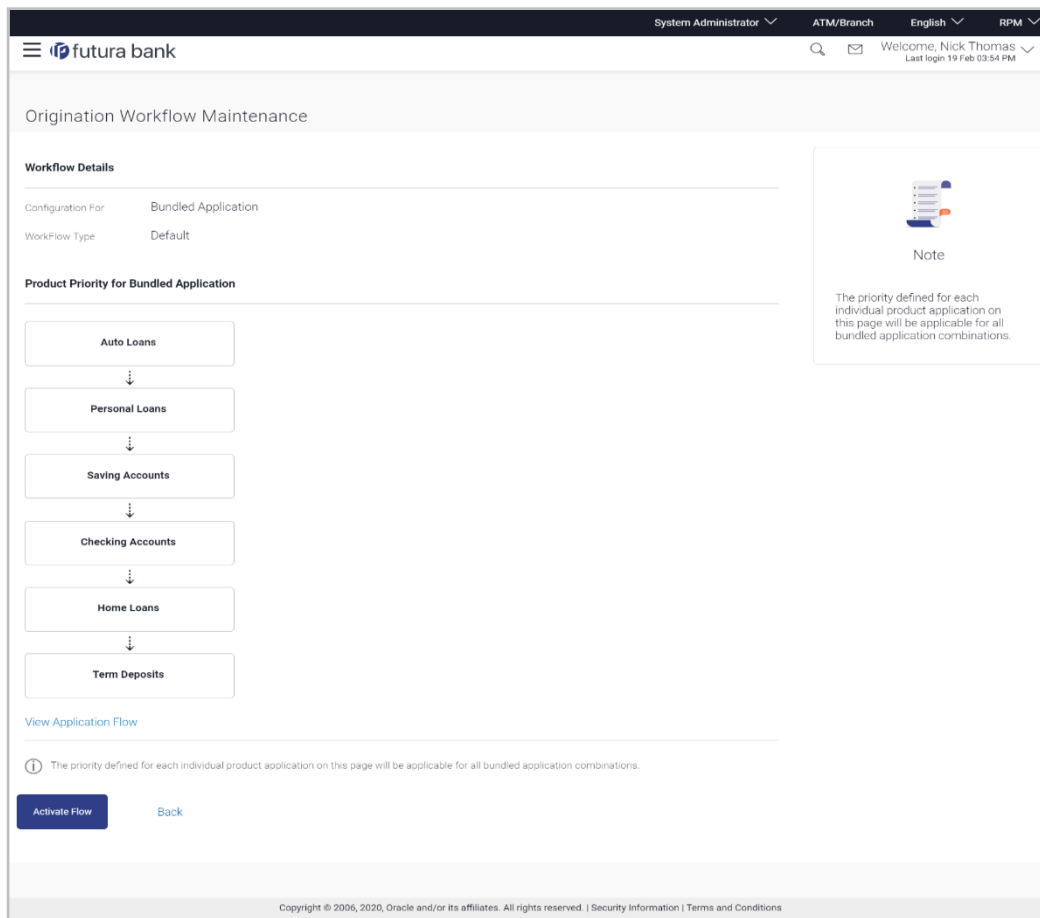 System Administrator ATM/Branch English RPM
futura bank
Welcome, Nick Thomas
Last login 19 Feb 03:54 PM
Origination Workflow Maintenance
Workflow Details
Configuration For Bundled Application
WorkFlow Type Default
Product Priority for Bundled Application
Auto Loans
Personal Loans
Saving Accounts
Checking Accounts
Home Loans
Term Deposits
View Application Flow
The priority defined for each individual product application on this page will be applicable for all bundled application combinations.
Activate Flow Back
Note
The priority defined for each
individual product application on
this page will be applicable for all
bundled application combinations.
Copyright © 2006, 2020, Oracle and/or its affiliates. All rights reserved. | Security Information | Terms and Conditions